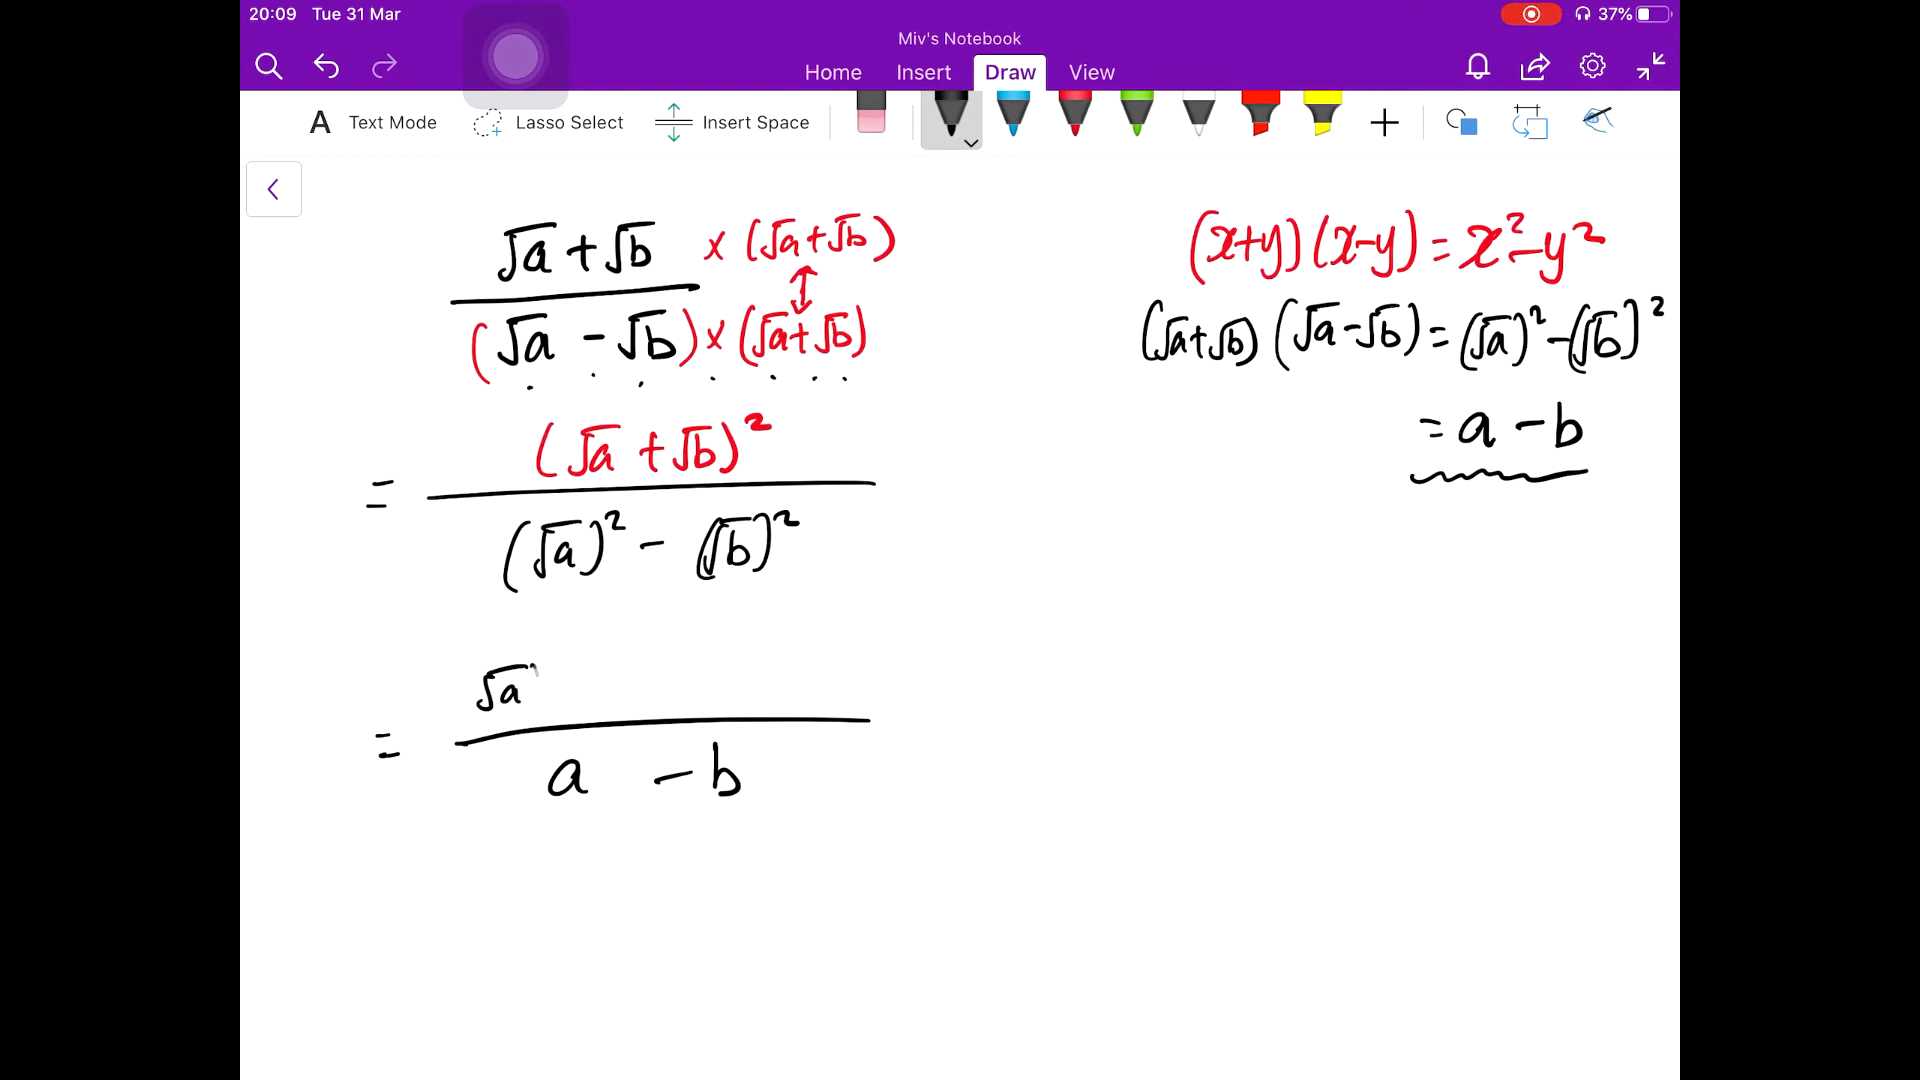 20:09 Tue 31 Mar
37%
Miv's Notebook
Home Insert Draw View
A Text Mode Lasso Select Insert Space
√a + √b × (√a+√b)
(√a − √b) × (√a+√b)
= (√a + √b)²
(√a)² − (√b)²
= √a
a − b
(x+y)(x−y) = x²−y²
(√a+√b)(√a−√b) = (√a)² − (√b)²
= a − b